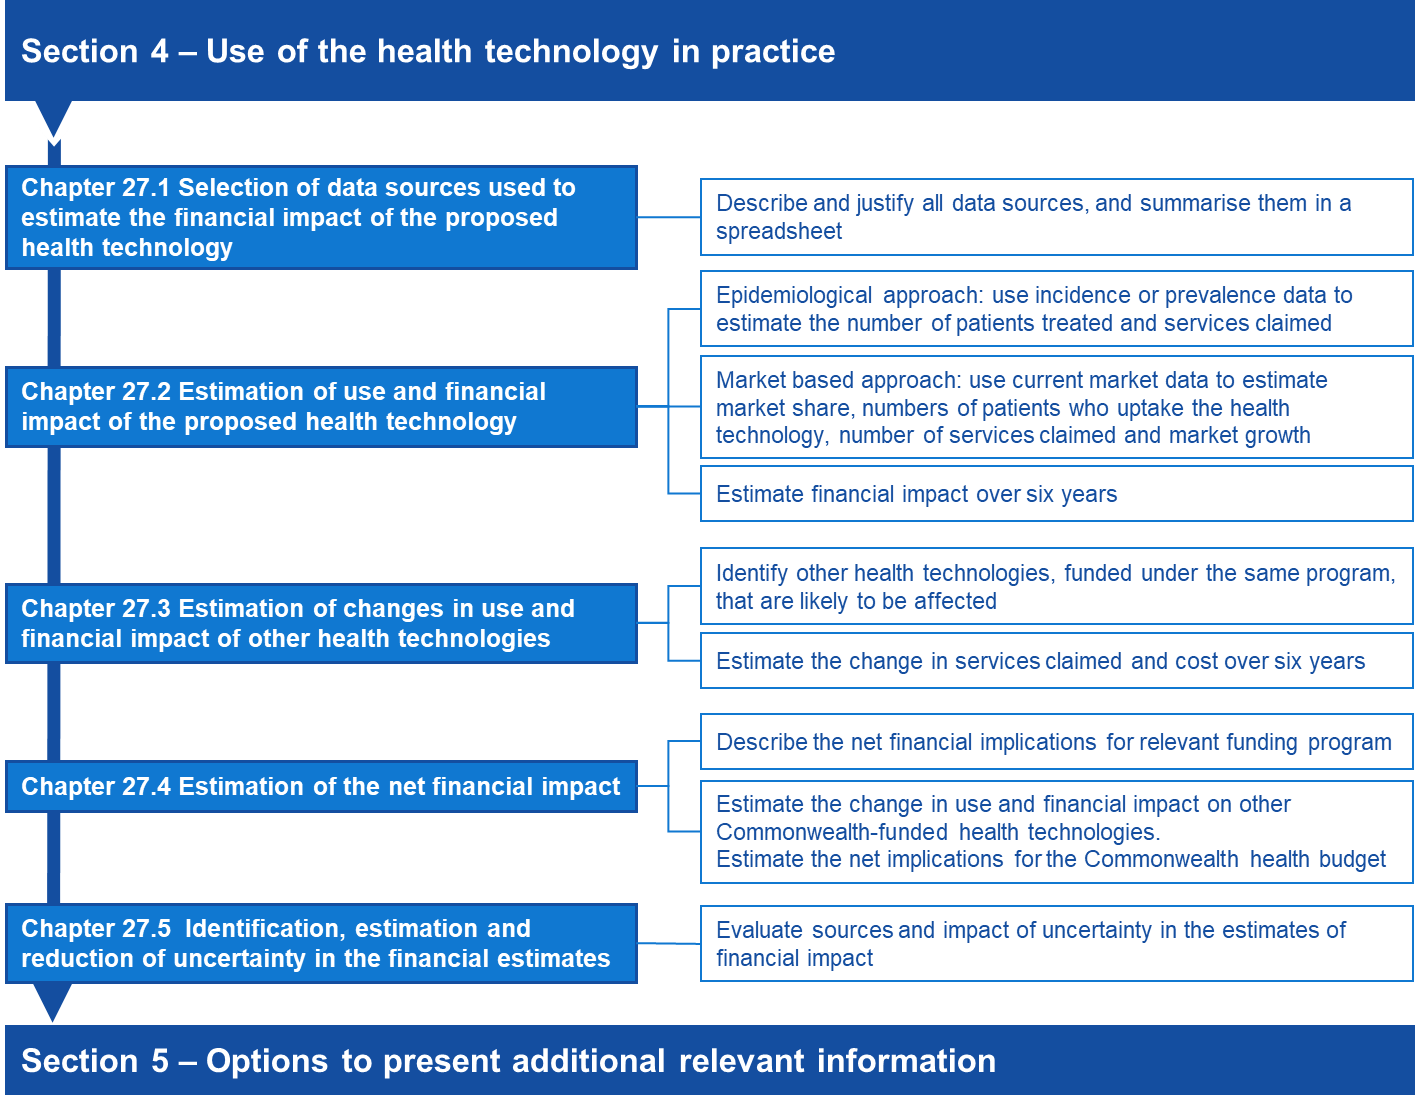 Section 4 – Use of the health technology in practice
Chapter 27.1 Selection of data sources used to
estimate the financial impact of the proposed
health technology
Describe and justify all data sources, and summarise them in a
spreadsheet
Chapter 27.2 Estimation of use and financial
impact of the proposed health technology
Epidemiological approach: use incidence or prevalence data to
estimate the number of patients treated and services claimed
Market based approach: use current market data to estimate
market share, numbers of patients who uptake the health
technology, number of services claimed and market growth
Estimate financial impact over six years
Chapter 27.3 Estimation of changes in use and
financial impact of other health technologies
Identify other health technologies, funded under the same program,
that are likely to be affected
Estimate the change in services claimed and cost over six years
Chapter 27.4 Estimation of the net financial impact
Describe the net financial implications for relevant funding program
Estimate the change in use and financial impact on other
Commonwealth-funded health technologies.
Estimate the net implications for the Commonwealth health budget
Chapter 27.5 Identification, estimation and
reduction of uncertainty in the financial estimates
Evaluate sources and impact of uncertainty in the estimates of
financial impact
Section 5 – Options to present additional relevant information